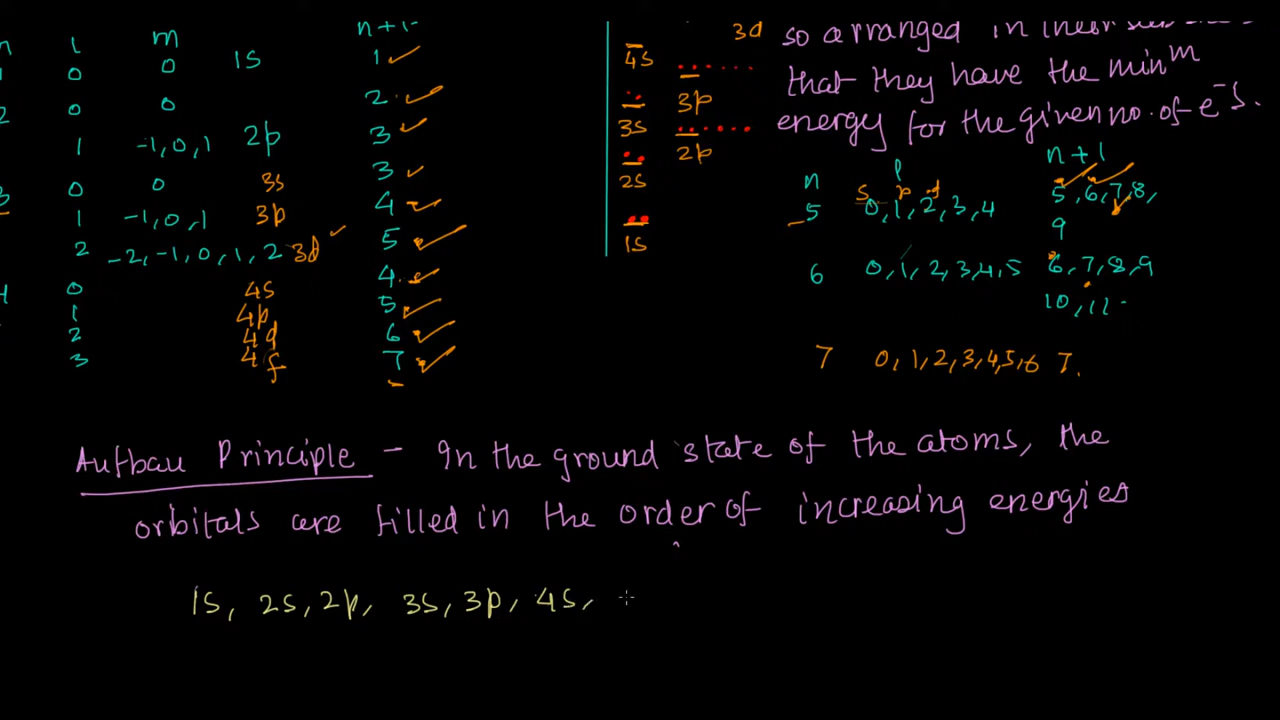 n l m n+l
1 0 0 1s 1
2 0 0 2
1 -1,0,1 2p 3
3 0 0 3s 3
1 -1,0,1 3p 4
2 -2,-1,0,1,2 3d 5
4 0 4s 4
1 4p 5
2 4d 6
3 4f 7
3d
4s
3p
3s
2p
2s
1s
so arranged in
that they have the minᵐ
energy for the given no. of e⁻s.
n l n+1
s p d
5 0,1,2,3,4 5,6,7,8,
9
6 0,1,2,3,4,5 6,7,8,9
10,11
7 0,1,2,3,4,5,6 7.
Aufbau Principle - In the ground state of the atoms, the
orbitals are filled in the order of increasing energies
1s, 2s, 2p, 3s, 3p, 4s,